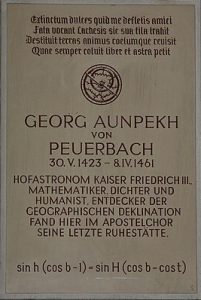 Extinctum dulces quid me defletis amici
Fata vocant Lachesis sic sua fila trahit
Destituit terras animus coelumque revisit
Quae semper coluit liber et astra petit
GEORG AUNPEKH
VON
PEUERBACH
30. V. 1423 – 8. IV. 1461
HOFASTRONOM KAISER FRIEDRICH III.,
MATHEMATIKER, DICHTER UND
HUMANIST, ENTDECKER DER
GEOGRAPHISCHEN DEKLINATION
FAND HIER IM APOSTELCHOR
SEINE LETZTE RUHESTÄTTE.
sin h (cos b-1) = sin H (cos b - cos t)